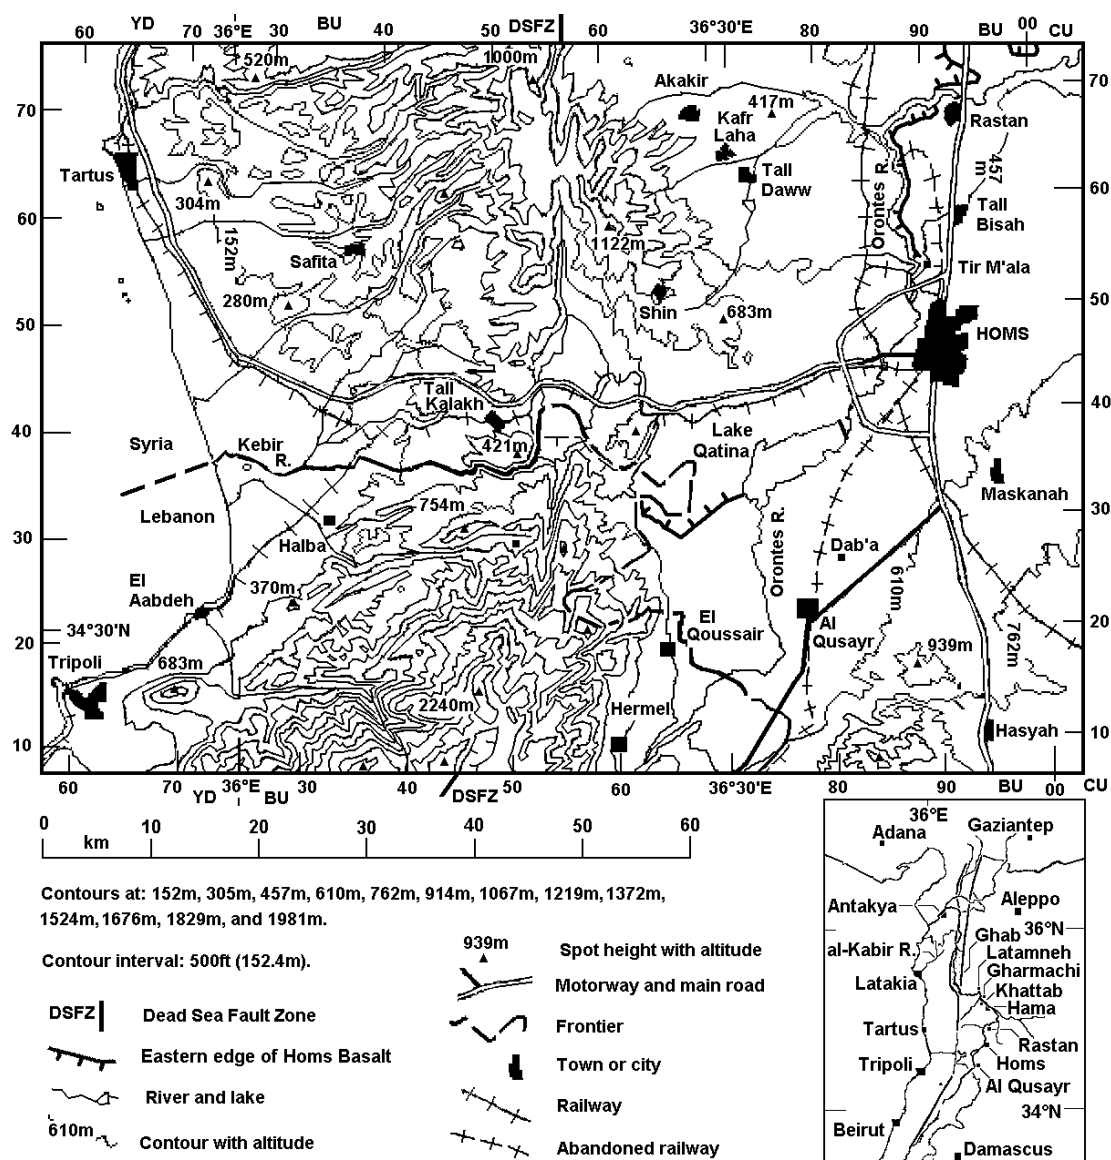 YD BU DSFZ BU CU
60 70 36°E 30 40 50 60 36°30'E 80 90 00
520m
1000m
Akakir
417m
70
70
Kafr
Laha
Rastan
Tartus
Tall
Daww
457
m
304m
60
60
Orontes R.
Tall
Bisah
152m
1122m
Safita
Tir M'ala
280m
Shin
683m
50
50
HOMS
Tall
Kalakh
40
40
Syria
Kebir
R.
421m
Lake
Qatina
Maskanah
Lebanon
754m
30
30
Halba
Orontes R.
Dab'a
El
Aabdeh
370m
610m
34°30'N
20
20
El
Qoussair
Al
Qusayr
762m
939m
Tripoli
683m
2240m
Hermel
Hasyah
10
10
60 70 36°E 40 50 60 36°30'E 80 90 00
YD BU DSFZ BU CU
0 10 20 30 40 50 60
km
Contours at: 152m, 305m, 457m, 610m, 762m, 914m, 1067m, 1219m, 1372m,
1524m, 1676m, 1829m, and 1981m.
Contour interval: 500ft (152.4m).
DSFZ Dead Sea Fault Zone
Eastern edge of Homs Basalt
River and lake
610m Contour with altitude
939m Spot height with altitude
Motorway and main road
Frontier
Town or city
Railway
Abandoned railway
36°E
Adana
Gaziantep
Antakya
Aleppo
36°N
al-Kabir R.
Ghab
Latamneh
Gharmachi
Latakia
Khattab
Hama
Tartus
Rastan
Tripoli
Homs
Al Qusayr
34°N
Beirut
Damascus